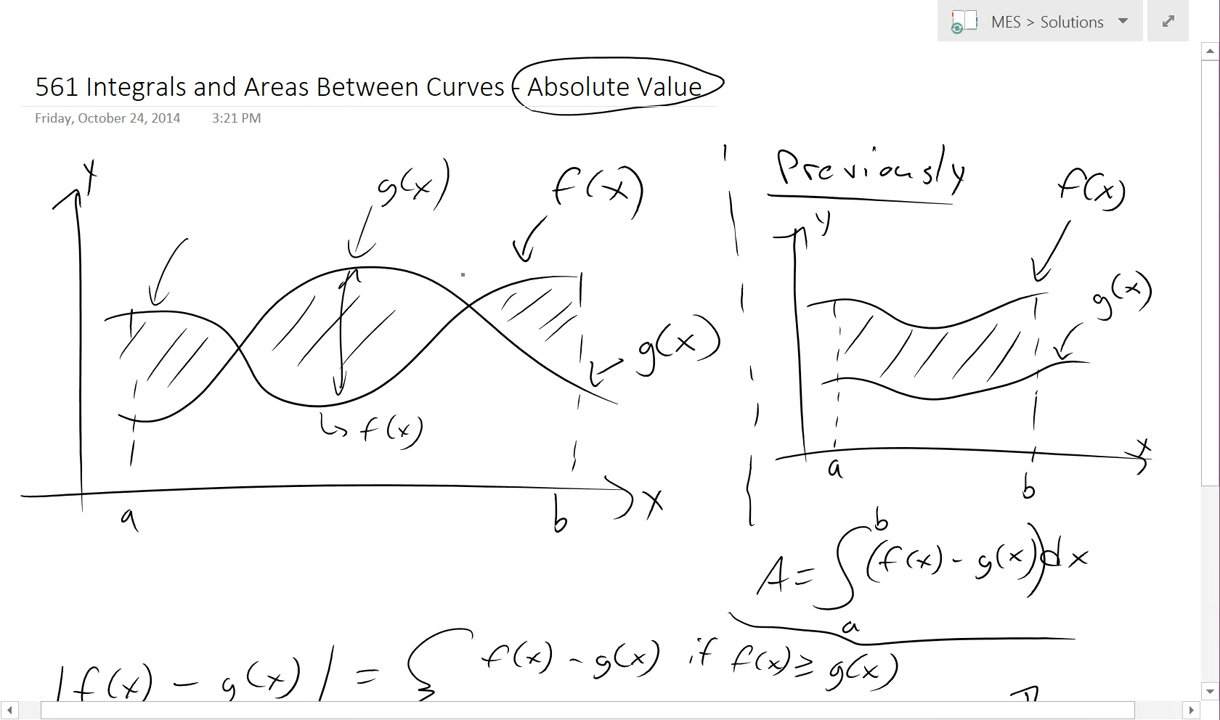 MES > Solutions
561 Integrals and Areas Between Curves - Absolute Value
Friday, October 24, 2014 3:21 PM
y
g(x)
f(x)
g(x)
f(x)
a
b
x
Previously
y
f(x)
g(x)
a
b
x
A = ∫_a^b (f(x) - g(x)) dx
|f(x) - g(x)| = { f(x) - g(x) if f(x) ≥ g(x)